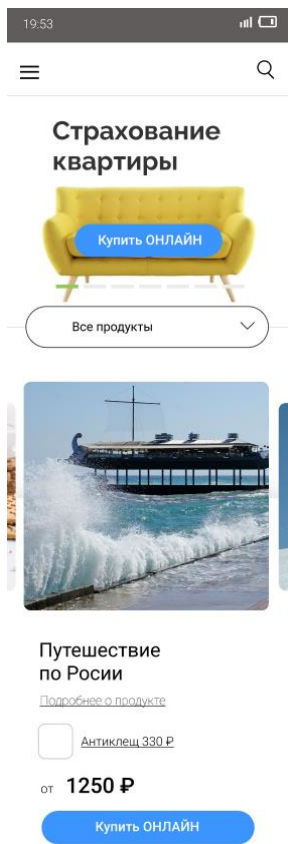 19:53
Страхование
квартиры
Купить ОНЛАЙН
Все продукты
Путешествие
по Росии
Подробнее о продукте
Антиклещ 330 ₽
от 1250 ₽
Купить ОНЛАЙН